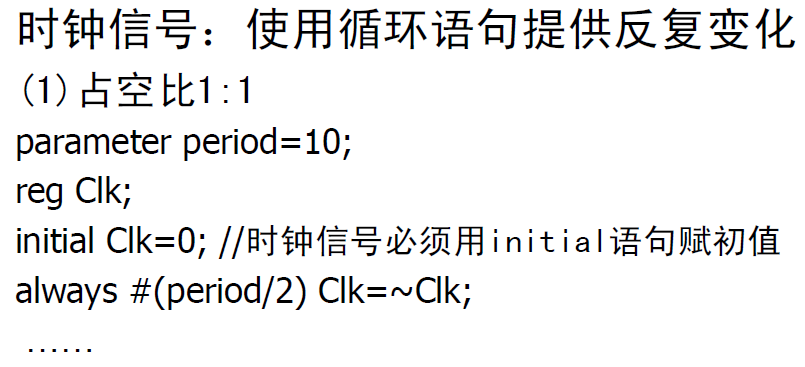 时钟信号：使用循环语句提供反复变化
(1)占空比1:1
parameter period=10;
reg Clk;
initial Clk=0; //时钟信号必须用initial语句赋初值
always #(period/2) Clk=~Clk;
......